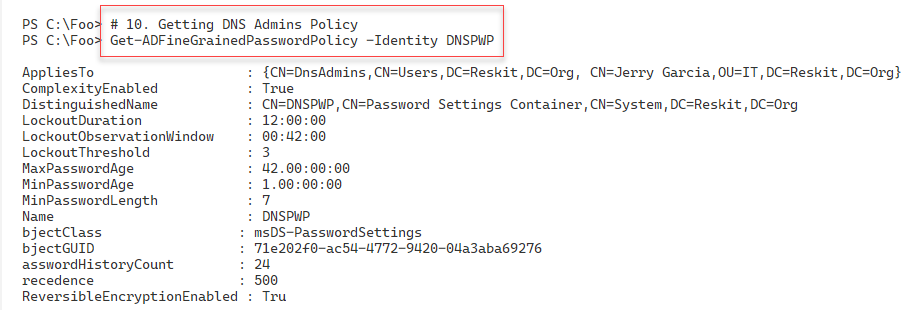 PS C:\Foo> # 10. Getting DNS Admins Policy
PS C:\Foo> Get-ADFineGrainedPasswordPolicy -Identity DNSPWP
AppliesTo : {CN=DnsAdmins,CN=Users,DC=Reskit,DC=Org, CN=Jerry Garcia,OU=IT,DC=Reskit,DC=Org}
ComplexityEnabled : True
DistinguishedName : CN=DNSPWP,CN=Password Settings Container,CN=System,DC=Reskit,DC=Org
LockoutDuration : 12:00:00
LockoutObservationWindow : 00:42:00
LockoutThreshold : 3
MaxPasswordAge : 42.00:00:00
MinPasswordAge : 1.00:00:00
MinPasswordLength : 7
Name : DNSPWP
bjectClass : msDS-PasswordSettings
bjectGUID : 71e202f0-ac54-4772-9420-04a3aba69276
asswordHistoryCount : 24
recedence : 500
ReversibleEncryptionEnabled : Tru